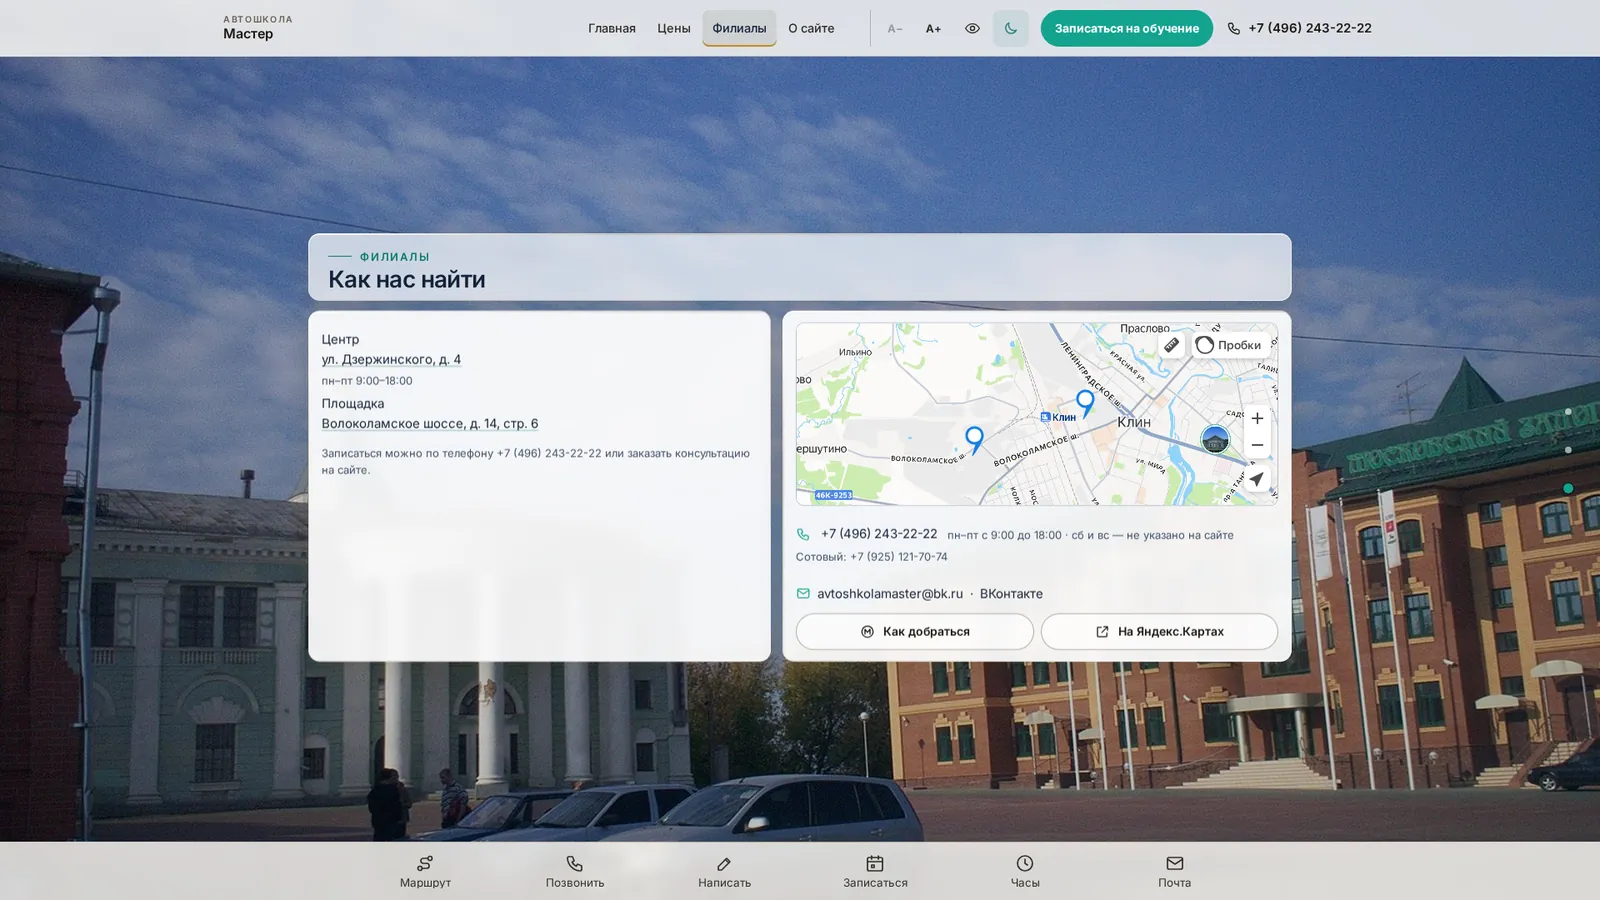 АВТОШКОЛА
Мастер
Главная Цены Филиалы О сайте A− A+ Записаться на обучение +7 (496) 243-22-22
ФИЛИАЛЫ
Как нас найти
Центр
ул. Дзержинского, д. 4
пн–пт 9:00–18:00
Площадка
Волоколамское шоссе, д. 14, стр. 6
Записаться можно по телефону +7 (496) 243-22-22 или заказать консультацию
на сайте.
Праслово
Пробки
Ильино
ЛЕНИНГРАДСКОЕ Ш.
КРАСНАЯ УЛ.
ово
Клин
Клин
ершутино
ВОЛОКОЛАМСКОЕ Ш.
ВОЛОКОЛАМСКОЕ Ш.
УЛ. МИРА
46К-9253
+7 (496) 243-22-22 пн–пт с 9:00 до 18:00 · сб и вс — не указано на сайте
Сотовый: +7 (925) 121-70-74
avtoshkolamaster@bk.ru · ВКонтакте
Как добраться
На Яндекс.Картах
Маршрут Позвонить Написать Записаться Часы Почта